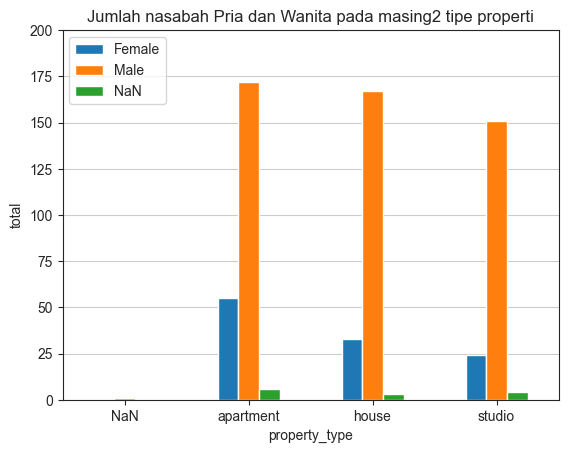 Jumlah nasabah Pria dan Wanita pada masing2 tipe properti
200
175
150
125
100
75
50
25
0
total
Female
Male
NaN
NaN apartment house studio
property_type